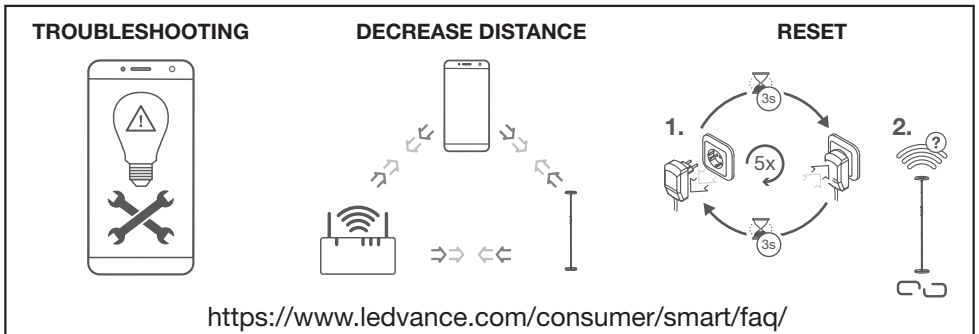 TROUBLESHOOTING
DECREASE DISTANCE
RESET
3s
1.
5x
2.
?
!
3s
https://www.ledvance.com/consumer/smart/faq/